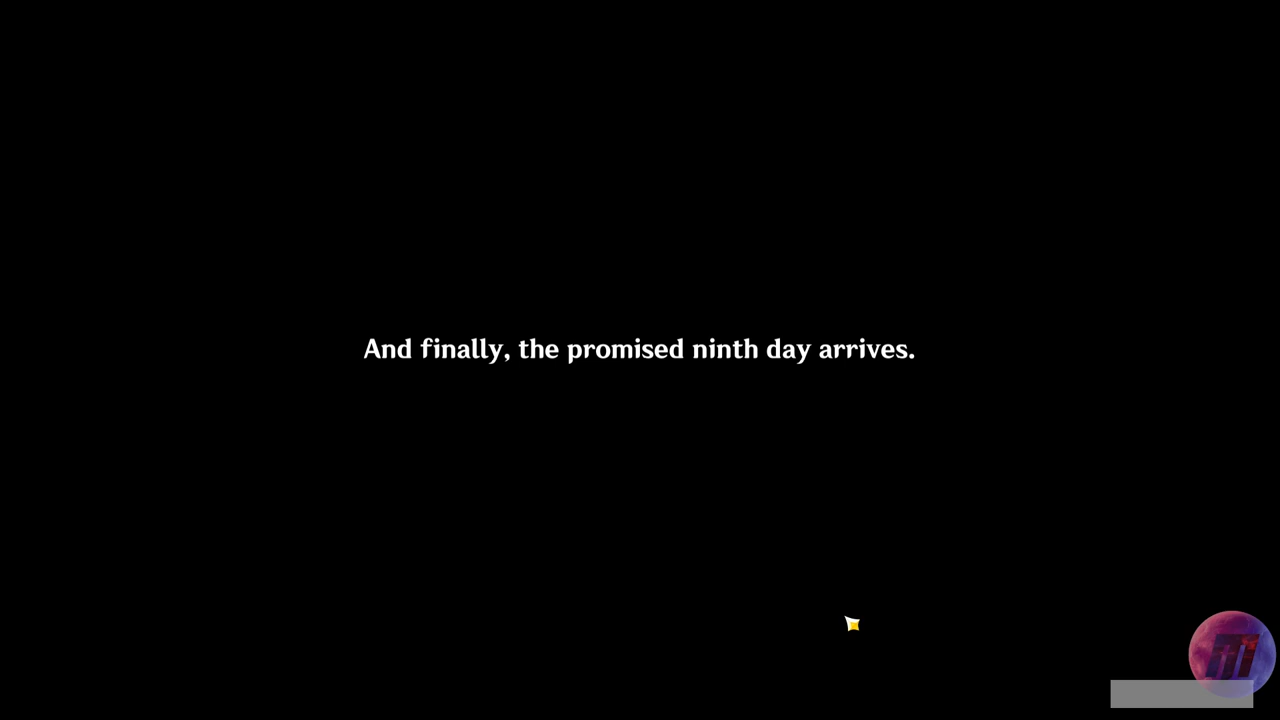 And finally, the promised ninth day arrives.